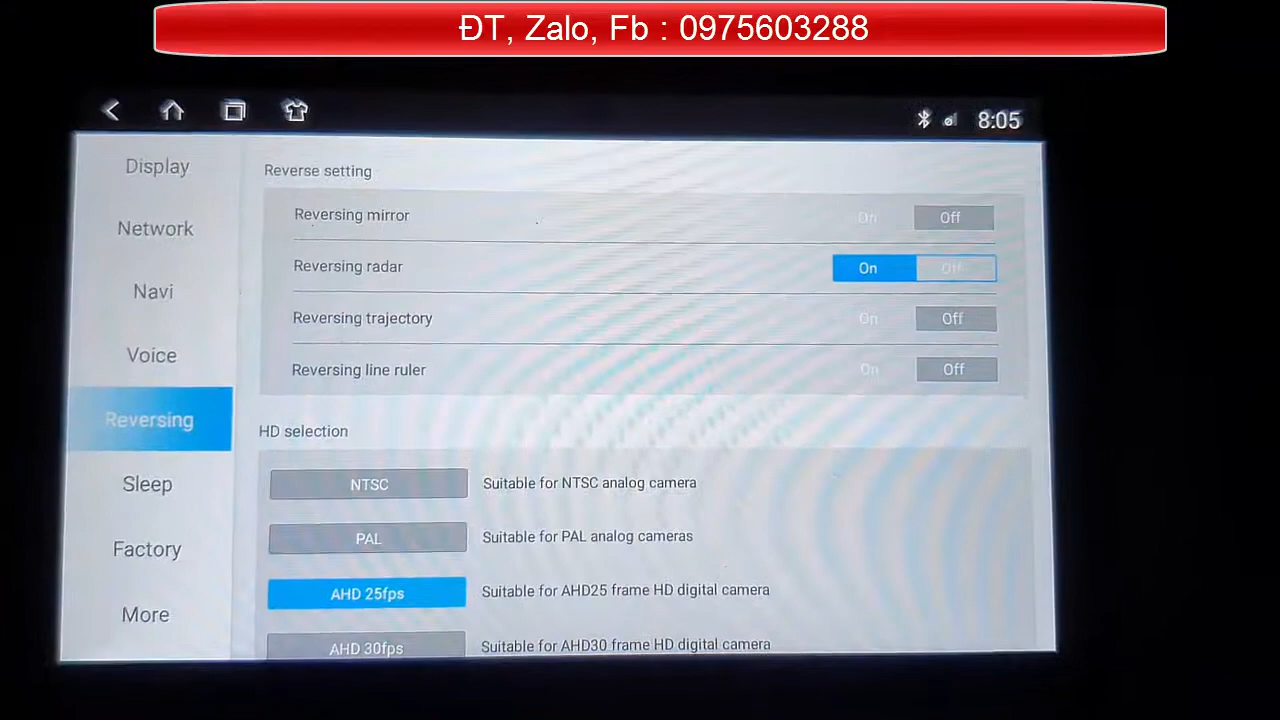 ĐT, Zalo, Fb : 0975603288
8:05
Display
Network
Navi
Voice
Reversing
Sleep
Factory
More
Reverse setting
Reversing mirror On Off
Reversing radar On Off
Reversing trajectory On Off
Reversing line ruler On Off
HD selection
NTSC Suitable for NTSC analog camera
PAL Suitable for PAL analog cameras
AHD 25fps Suitable for AHD25 frame HD digital camera
AHD 30fps Suitable for AHD30 frame HD digital camera